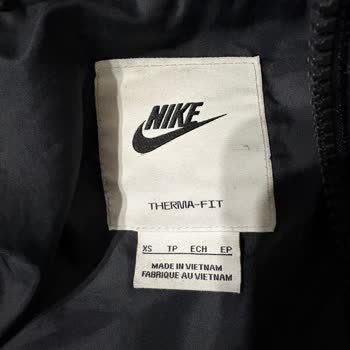 NIKE
THERMA-FIT
XS TP ECH EP
MADE IN VIETNAM
FABRIQUE AU VIETNAM